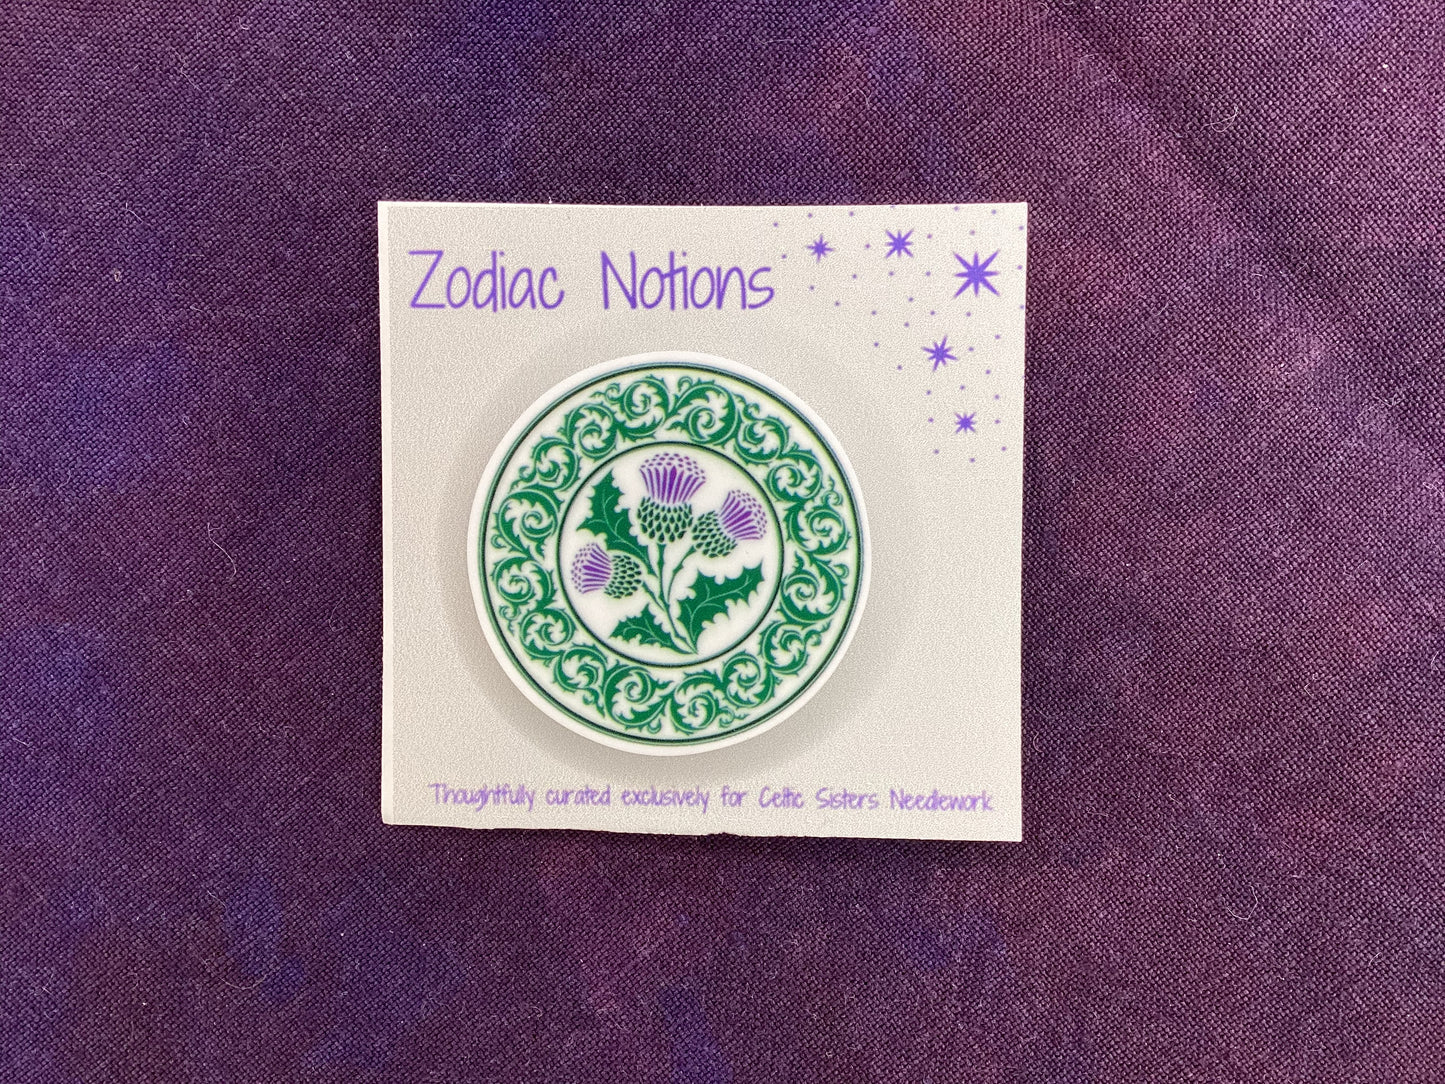 Zodiac Notions
Thoughtfully curated exclusively for Celtic Sisters Needlework